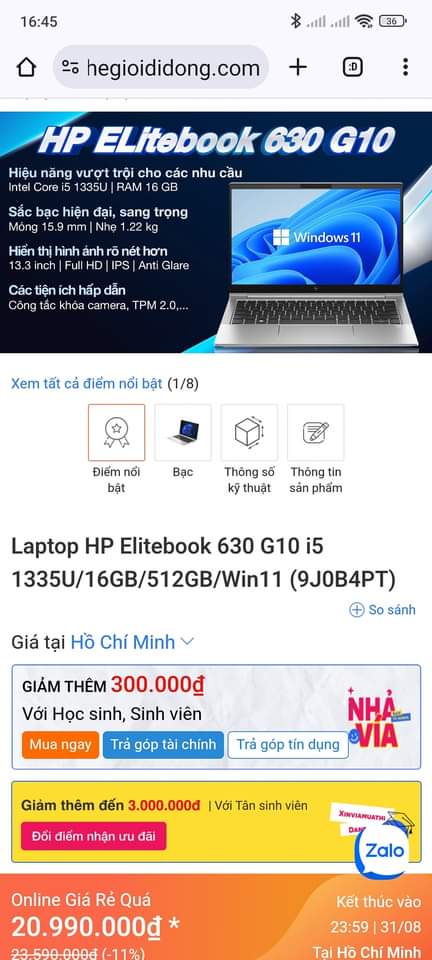 16:45
36
hegioididong.com
:D
HP ELitebook 630 G10
Hiệu năng vượt trội cho các nhu cầu
Intel Core i5 1335U | RAM 16 GB
Sắc bạc hiện đại, sang trọng
Mỏng 15.9 mm | Nhẹ 1.22 kg
Hiển thị hình ảnh rõ nét hơn
13.3 inch | Full HD | IPS | Anti Glare
Các tiện ích hấp dẫn
Công tắc khóa camera, TPM 2.0,...
Windows 11
Xem tất cả điểm nổi bật (1/8)
Điểm nổi bật
Bạc
Thông số kỹ thuật
Thông tin sản phẩm
Laptop HP Elitebook 630 G10 i5
1335U/16GB/512GB/Win11 (9J0B4PT)
So sánh
Giá tại Hồ Chí Minh
GIẢM THÊM 300.000₫
Với Học sinh, Sinh viên
Mua ngay
Trả góp tài chính
Trả góp tín dụng
NHẢ
VÍA
Giảm thêm đến 3.000.000đ | Với Tân sinh viên
Đổi điểm nhận ưu đãi
XINVIAMUATHI
Zalo
Online Giá Rẻ Quá
20.990.000₫ *
23.590.000₫ (-11%)
Kết thúc vào
23:59 | 31/08
Tại Hồ Chí Minh